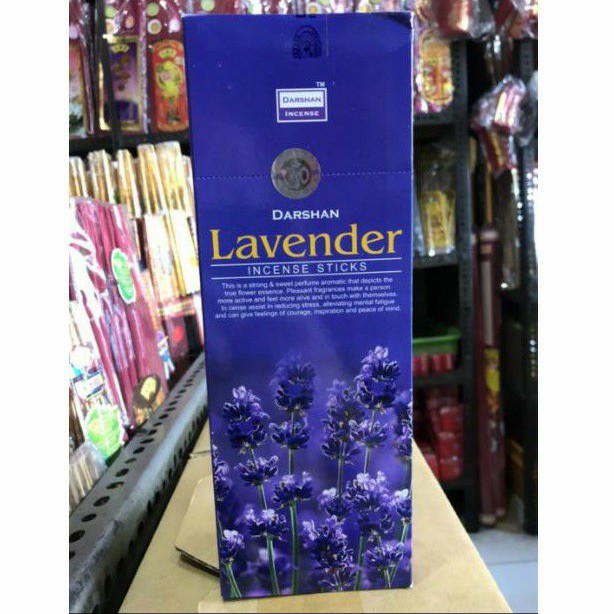 TM
DARSHAN
INCENSE
DARSHAN
Lavender
INCENSE STICKS
This is a strong & sweet perfume aromatic that depicts the
true flower essence. Pleasant fragrances make a person
more active and feel more alive and in touch with themselves.
In cense assist in reducing stress, alleviating mental fatigue
and can give feelings of courage, inspiration and peace of mind.